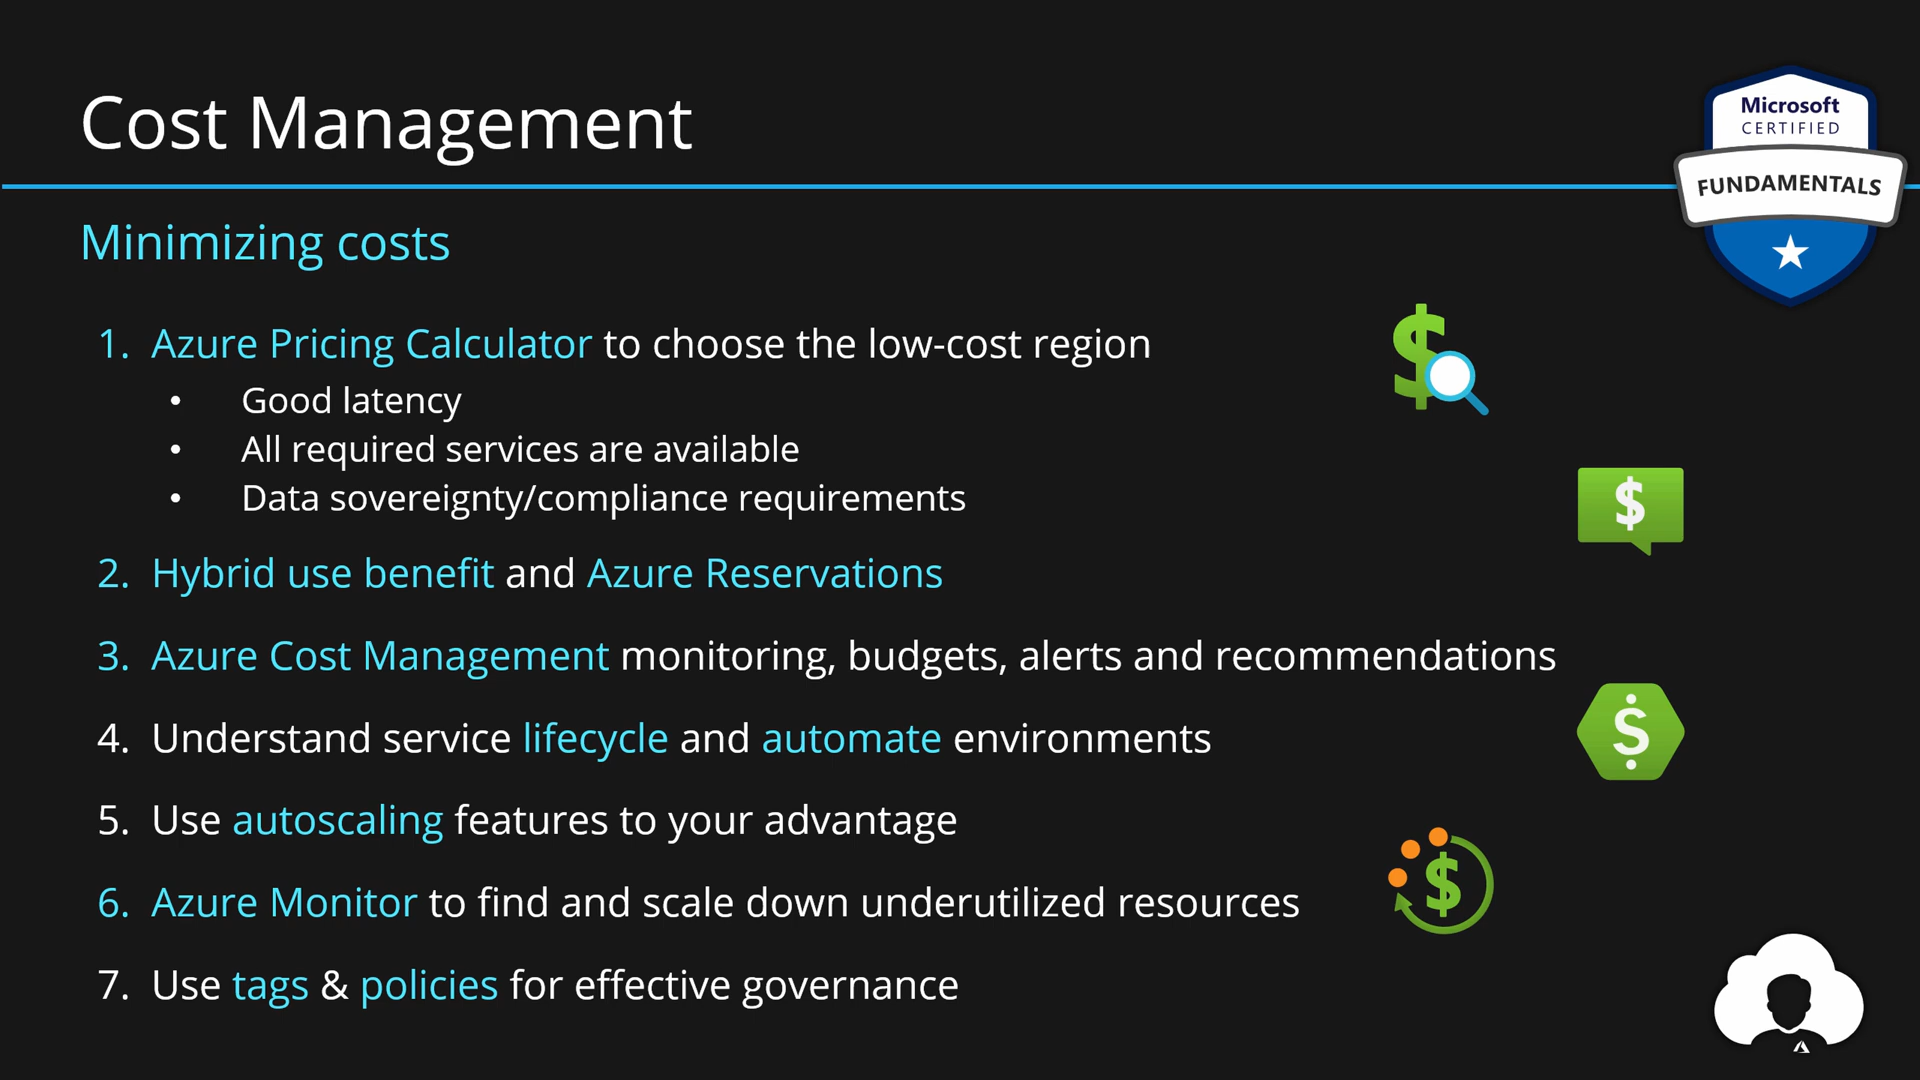 Cost Management
Microsoft
CERTIFIED
FUNDAMENTALS
Minimizing costs
1. Azure Pricing Calculator to choose the low-cost region
• Good latency
• All required services are available
• Data sovereignty/compliance requirements
2. Hybrid use benefit and Azure Reservations
3. Azure Cost Management monitoring, budgets, alerts and recommendations
4. Understand service lifecycle and automate environments
5. Use autoscaling features to your advantage
6. Azure Monitor to find and scale down underutilized resources
7. Use tags & policies for effective governance
$
$
$
$